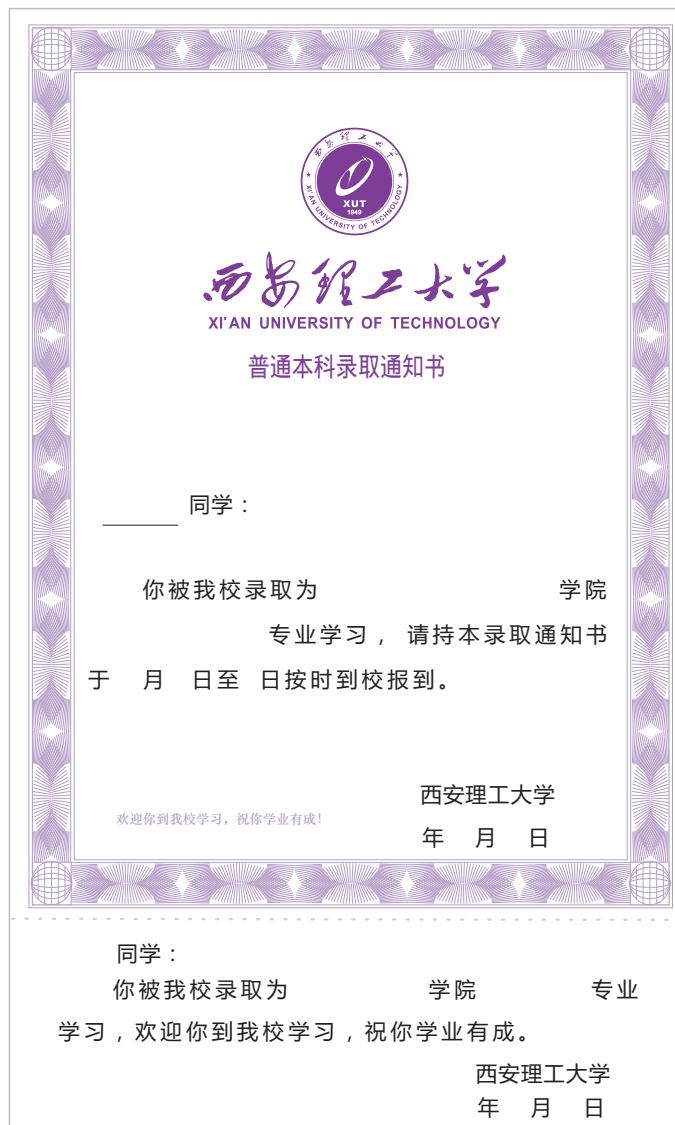 西安理工大学
XUT
1949
XI'AN UNIVERSITY OF TECHNOLOGY
西安理工大学
XI'AN UNIVERSITY OF TECHNOLOGY
普通本科录取通知书
同学：
你被我校录取为 学院
专业学习， 请持本录取通知书
于 月 日至 日按时到校报到。
西安理工大学
欢迎你到我校学习，祝你学业有成！
年 月 日
同学：
你被我校录取为 学院 专业
学习，欢迎你到我校学习，祝你学业有成。
西安理工大学
年 月 日